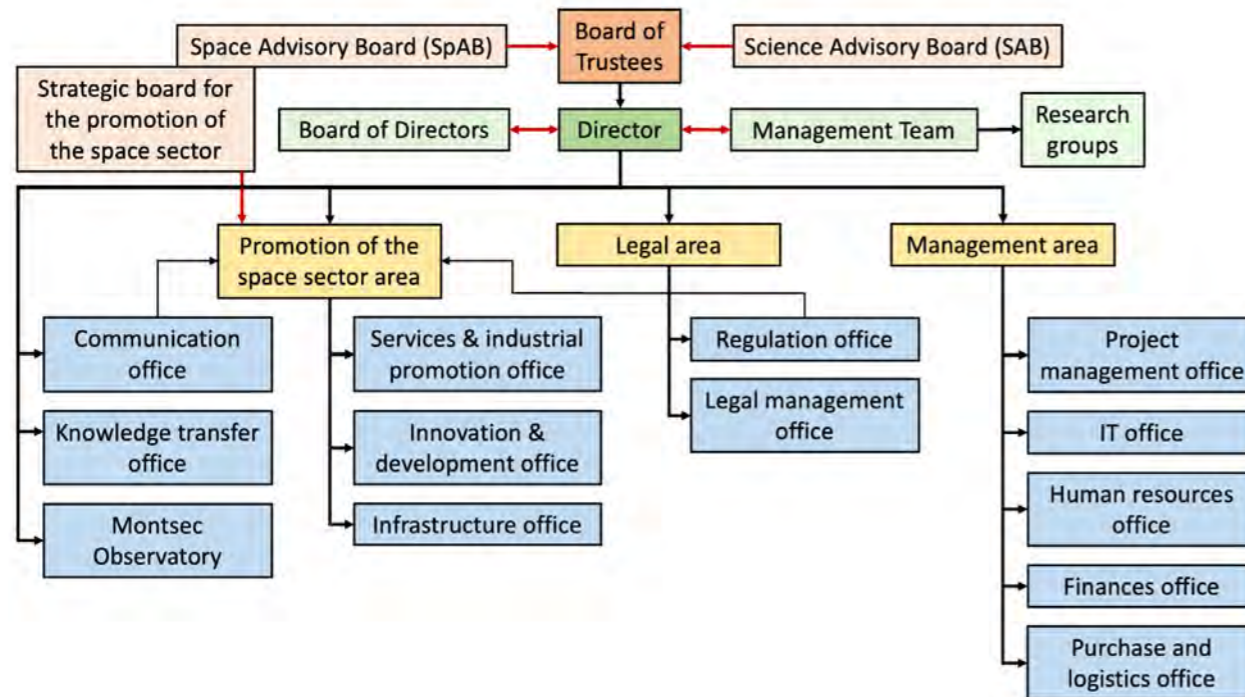 Space Advisory Board (SpAB)
Board of
Trustees
Science Advisory Board (SAB)
Strategic board for
the promotion of
the space sector
Board of Directors
Director
Management Team
Research
groups
Promotion of the
space sector area
Legal area
Management area
Communication
office
Knowledge transfer
office
Montsec
Observatory
Services & industrial
promotion office
Innovation &
development office
Infrastructure office
Regulation office
Legal management
office
Project
management office
IT office
Human resources
office
Finances office
Purchase and
logistics office